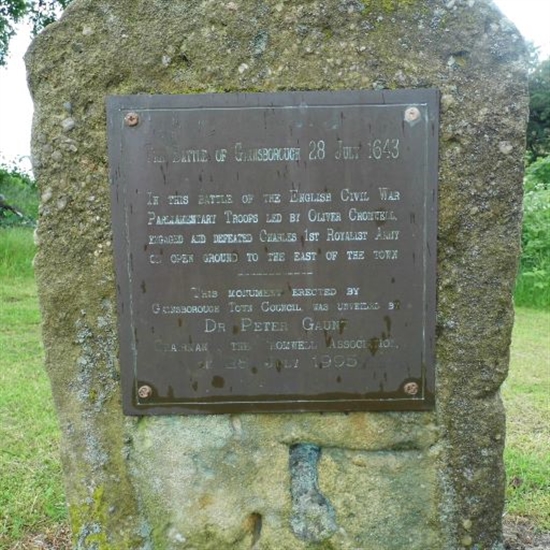 The Battle of Gainsborough 28 July 1643
In this battle of the English Civil War
Parliamentary Troops led by Oliver Cromwell,
engaged and defeated Charles 1st Royalist Army
on open ground to the east of the town
This monument erected by
Gainsborough Town Council, was unveiled by
Dr Peter Gaunt
Chairman, The Cromwell Association,
28 July 1995